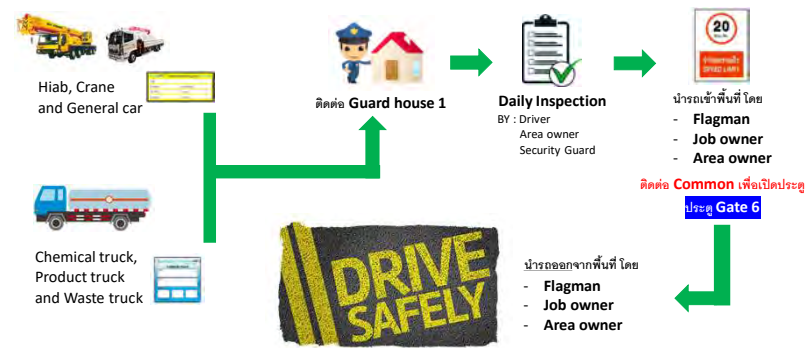 Hiab, Crane
and General car
Chemical truck,
Product truck
and Waste truck
ติดต่อ Guard house 1
Daily Inspection
BY : Driver
Area owner
Security Guard
20
นำรถเข้าพื้นที่ โดย
- Flagman
- Job owner
- Area owner
ติดต่อ Common เพื่อเปิดประตู
ประตู Gate 6
นำรถออกจากพื้นที่ โดย
- Flagman
- Job owner
- Area owner
DRIVE
SAFELY